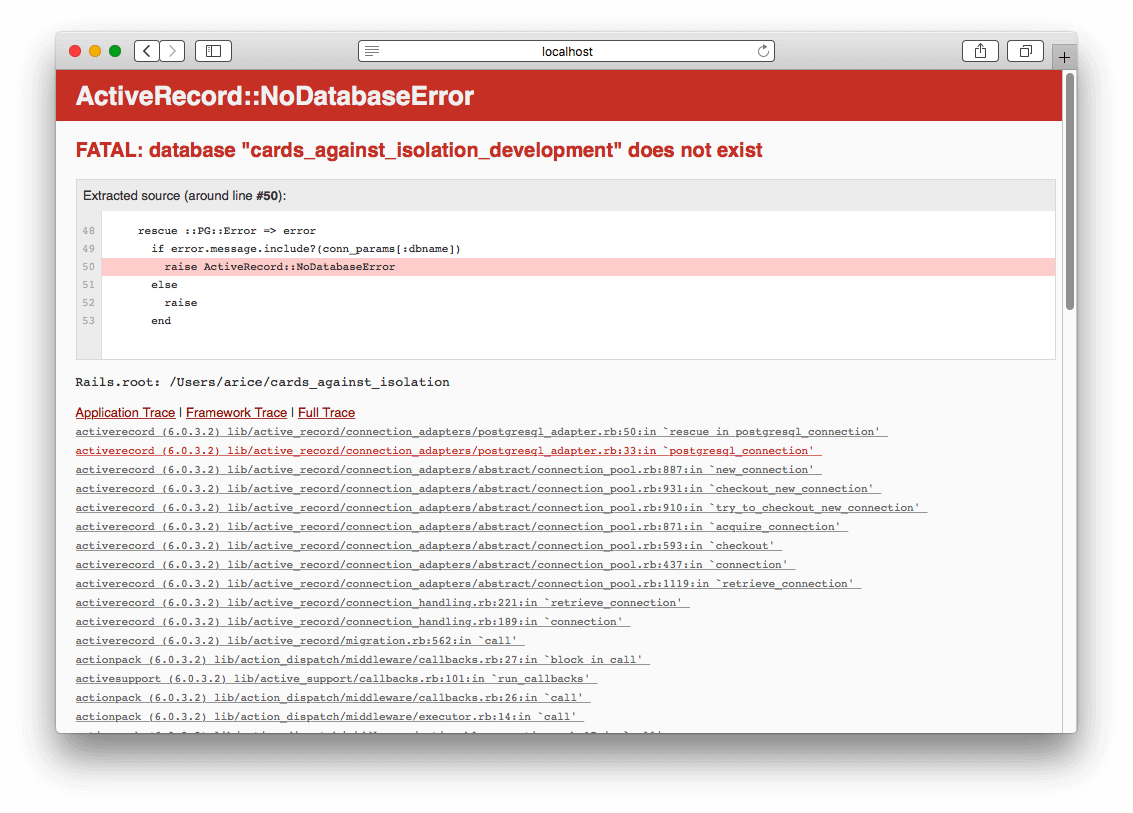 localhost
ActiveRecord::NoDatabaseError
FATAL: database "cards_against_isolation_development" does not exist
Extracted source (around line #50):
48 rescue ::PG::Error => error
49 if error.message.include?(conn_params[:dbname])
50 raise ActiveRecord::NoDatabaseError
51 else
52 raise
53 end
Rails.root: /Users/arice/cards_against_isolation
Application Trace | Framework Trace | Full Trace
activerecord (6.0.3.2) lib/active_record/connection_adapters/postgresql_adapter.rb:50:in `rescue in postgresql_connection'
activerecord (6.0.3.2) lib/active_record/connection_adapters/postgresql_adapter.rb:33:in `postgresql_connection'
activerecord (6.0.3.2) lib/active_record/connection_adapters/abstract/connection_pool.rb:887:in `new_connection'
activerecord (6.0.3.2) lib/active_record/connection_adapters/abstract/connection_pool.rb:931:in `checkout_new_connection'
activerecord (6.0.3.2) lib/active_record/connection_adapters/abstract/connection_pool.rb:910:in `try_to_checkout_new_connection'
activerecord (6.0.3.2) lib/active_record/connection_adapters/abstract/connection_pool.rb:871:in `acquire_connection'
activerecord (6.0.3.2) lib/active_record/connection_adapters/abstract/connection_pool.rb:593:in `checkout'
activerecord (6.0.3.2) lib/active_record/connection_adapters/abstract/connection_pool.rb:437:in `connection'
activerecord (6.0.3.2) lib/active_record/connection_adapters/abstract/connection_pool.rb:1119:in `retrieve_connection'
activerecord (6.0.3.2) lib/active_record/connection_handling.rb:221:in `retrieve_connection'
activerecord (6.0.3.2) lib/active_record/connection_handling.rb:189:in `connection'
activerecord (6.0.3.2) lib/active_record/migration.rb:562:in `call'
actionpack (6.0.3.2) lib/action_dispatch/middleware/callbacks.rb:27:in `block in call'
activesupport (6.0.3.2) lib/active_support/callbacks.rb:101:in `run_callbacks'
actionpack (6.0.3.2) lib/action_dispatch/middleware/callbacks.rb:26:in `call'
actionpack (6.0.3.2) lib/action_dispatch/middleware/executor.rb:14:in `call'